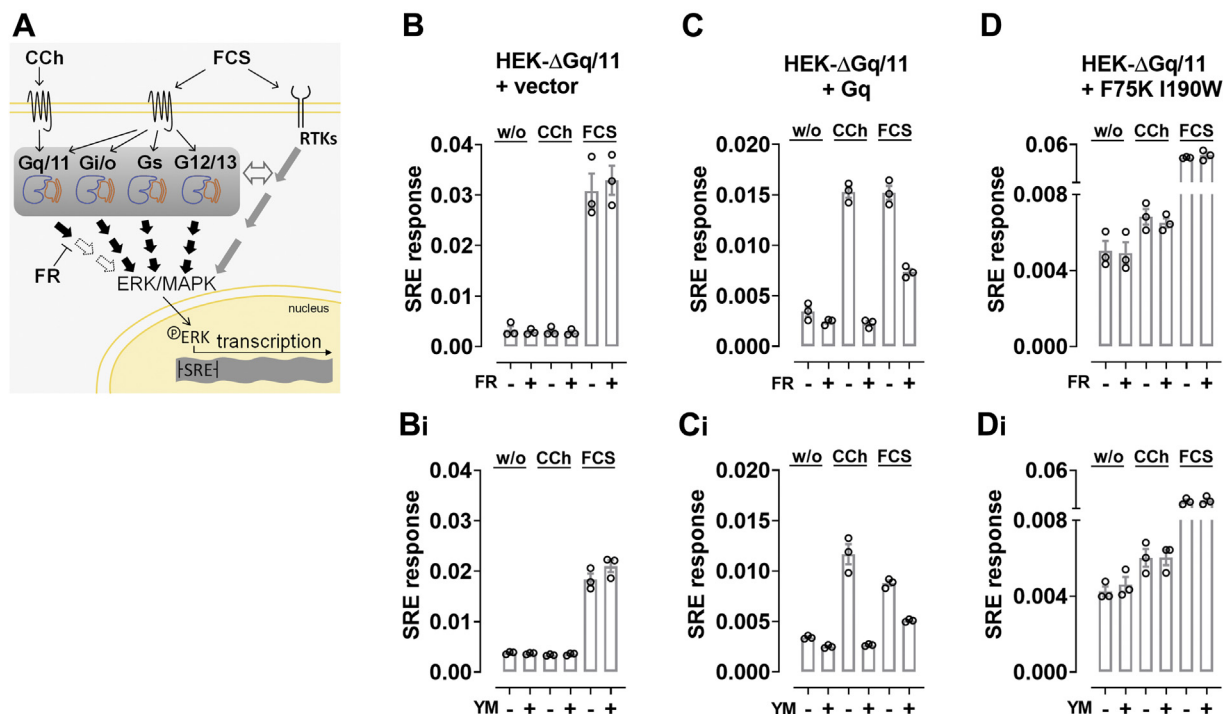 A
CCh
FCS
RTKs
Gq/11 Gi/o Gs G12/13
FR
ERK/MAPK
nucleus
P ERK transcription
SRE
B
HEK-ΔGq/11
+ vector
w/o CCh FCS
SRE response
0.04
0.03
0.02
0.01
0.00
FR - + - + - +
C
HEK-ΔGq/11
+ Gq
w/o CCh FCS
SRE response
0.020
0.015
0.010
0.005
0.000
FR - + - + - +
D
HEK-ΔGq/11
+ F75K I190W
w/o CCh FCS
SRE response
0.06
0.008
0.004
0.000
FR - + - + - +
Bi
w/o CCh FCS
SRE response
0.04
0.03
0.02
0.01
0.00
YM - + - + - +
Ci
w/o CCh FCS
SRE response
0.020
0.015
0.010
0.005
0.000
YM - + - + - +
Di
w/o CCh FCS
SRE response
0.06
0.008
0.004
0.000
YM - + - + - +